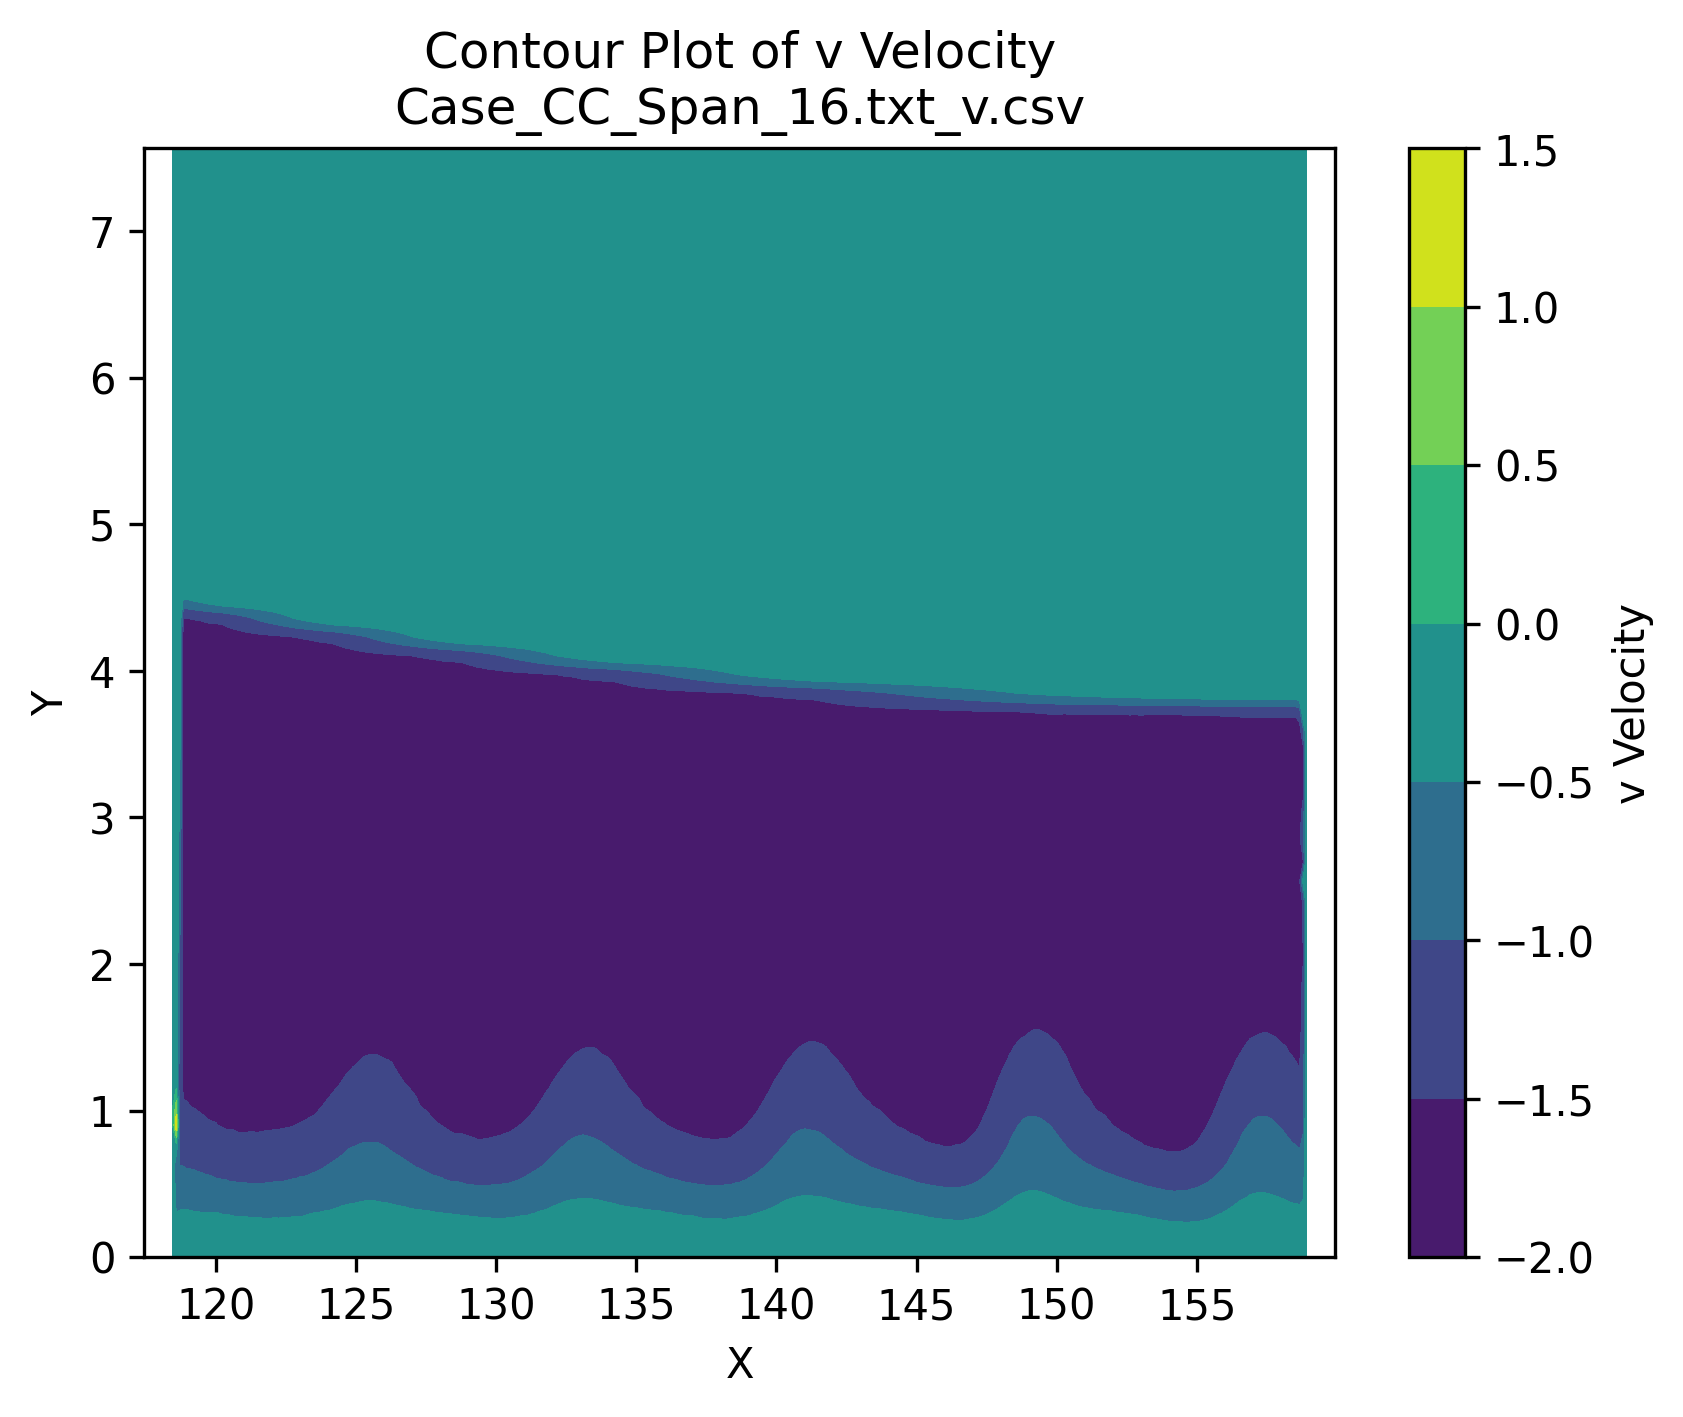 Contour Plot of v Velocity
Case_CC_Span_16.txt_v.csv
7
6
5
4
3
2
1
0
Y
120 125 130 135 140 145 150 155
X
1.5
1.0
0.5
0.0
−0.5
−1.0
−1.5
−2.0
v Velocity